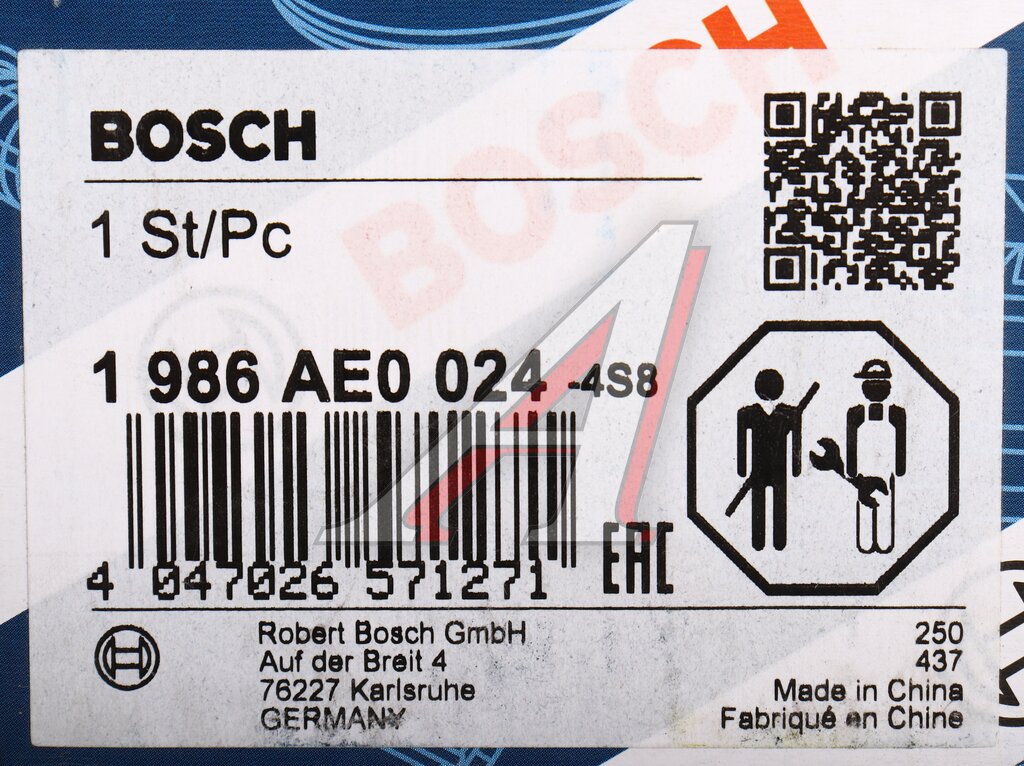 BOSCH
BOSCH
1 St/Pc
1 986 AE0 024 -4S8
4 047026 571271
EAC
Robert Bosch GmbH
Auf der Breit 4
76227 Karlsruhe
GERMANY
250
437
Made in China
Fabriqué en Chine